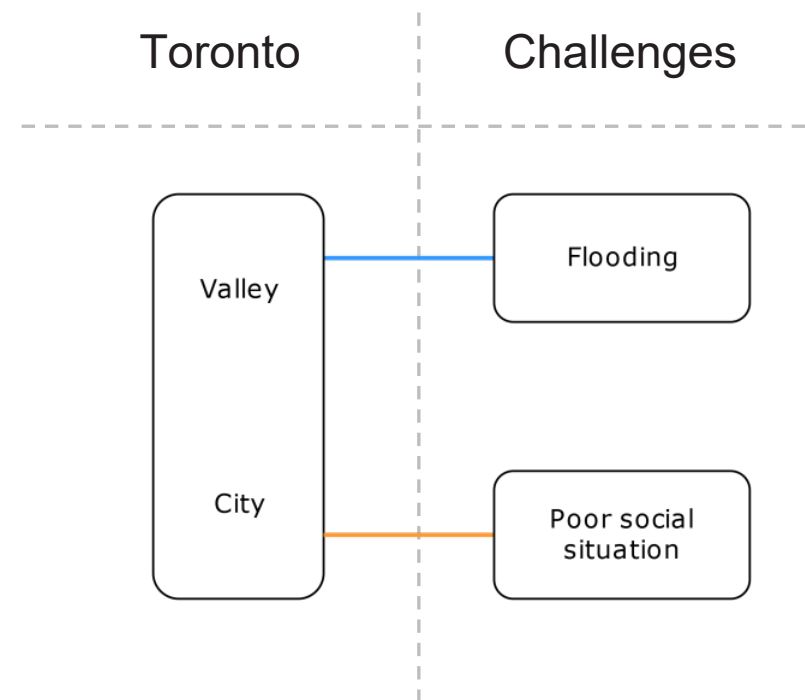 Toronto
Challenges
Valley
Flooding
City
Poor social
situation